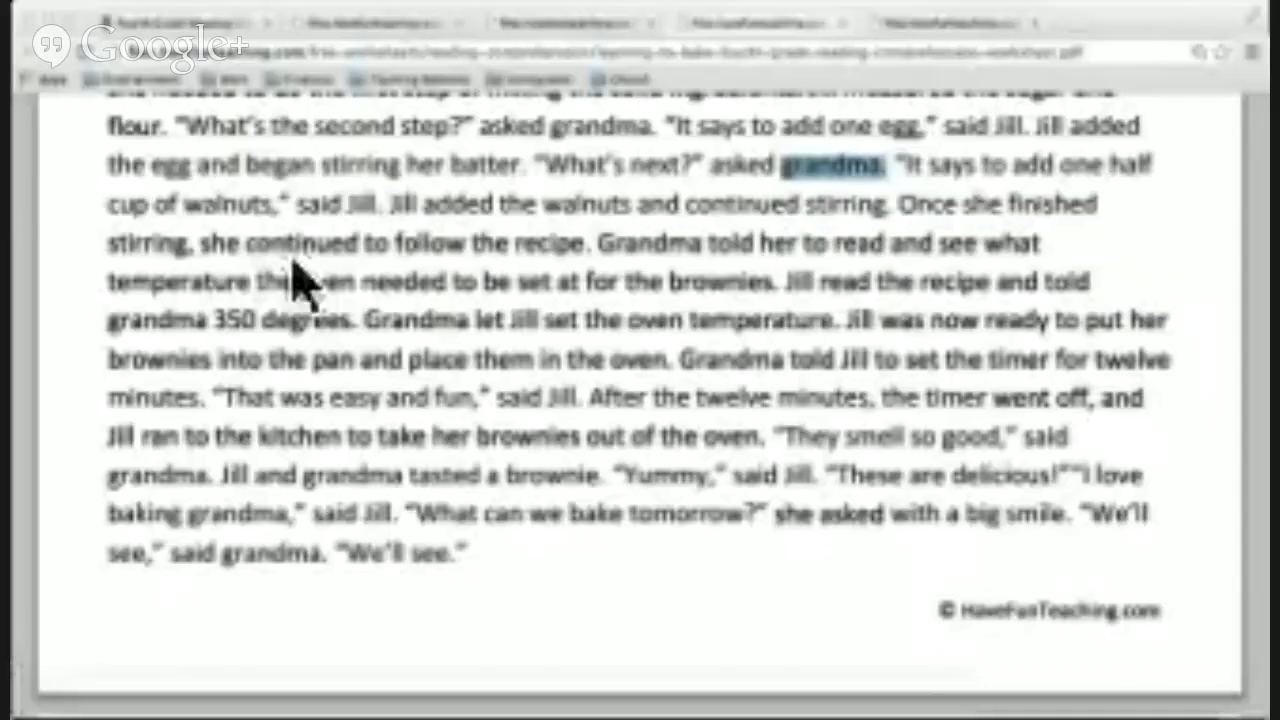 Google+
flour. "What's the second step?" asked grandma. "It says to add one egg," said Jill. Jill added
the egg and began stirring her batter. "What's next?" asked grandma. "It says to add one half
cup of walnuts," said Jill. Jill added the walnuts and continued stirring. Once she finished
stirring, she continued to follow the recipe. Grandma told her to read and see what
temperature the oven needed to be set at for the brownies. Jill read the recipe and told
grandma 350 degrees. Grandma let Jill set the oven temperature. Jill was now ready to put her
brownies into the pan and place them in the oven. Grandma told Jill to set the timer for twelve
minutes. "That was easy and fun," said Jill. After the twelve minutes, the timer went off, and
Jill ran to the kitchen to take her brownies out of the oven. "They smell so good," said
grandma. Jill and grandma tasted a brownie. "Yummy," said Jill. "These are delicious!" "I love
baking grandma," said Jill. "What can we bake tomorrow?" she asked with a big smile. "We'll
see," said grandma. "We'll see."
© HaveFunTeaching.com